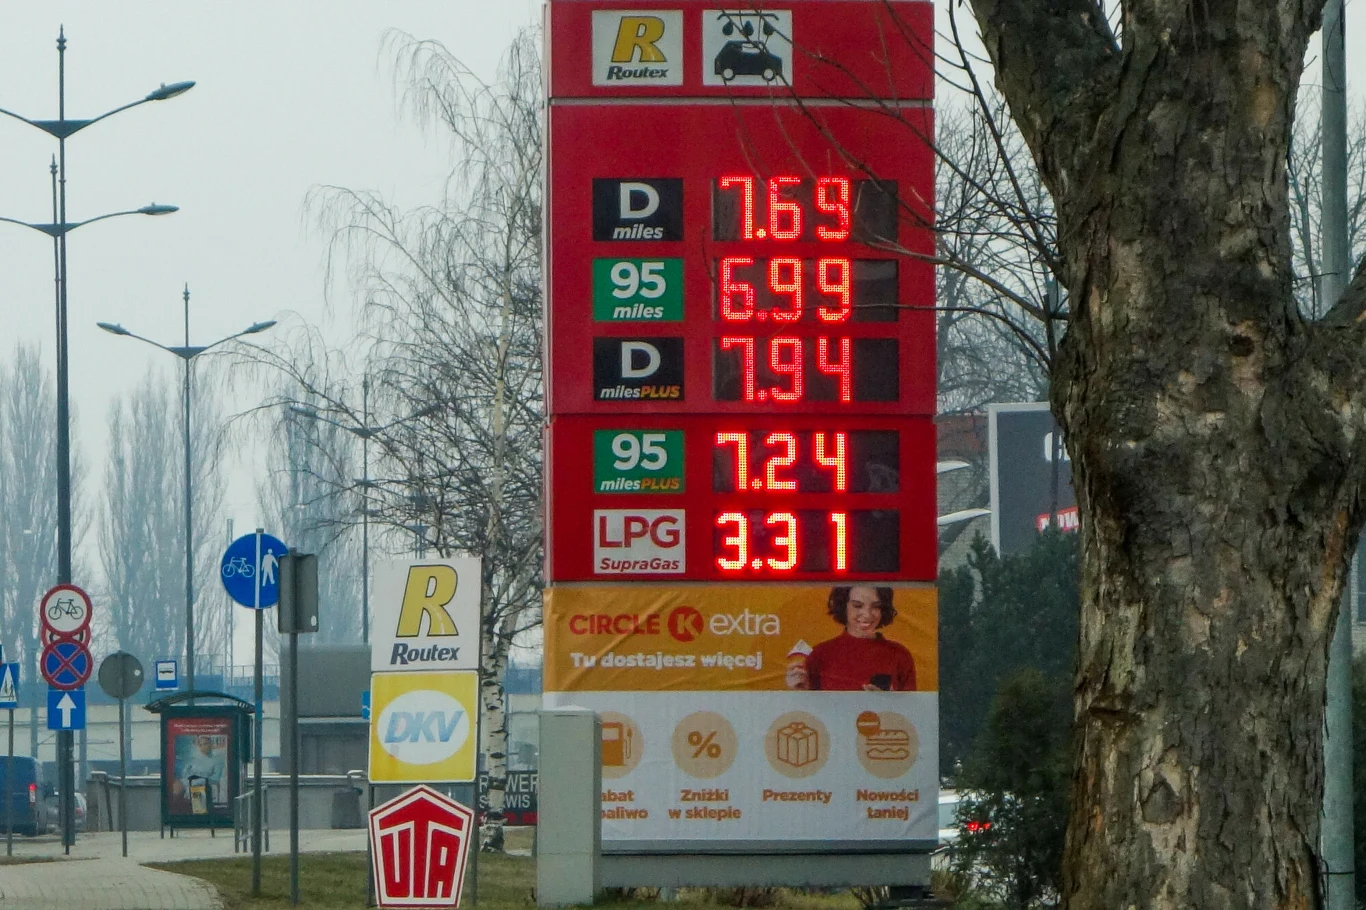 R
Routex
D
miles
7.69
95
miles
6.99
D
milesPLUS
7.94
95
milesPLUS
7.24
LPG
SupraGas
3.31
CIRCLE K extra
Tu dostajesz więcej
Zniżki
w sklepie
Prezenty
Nowości
taniej
R
Routex
DKV
UTA